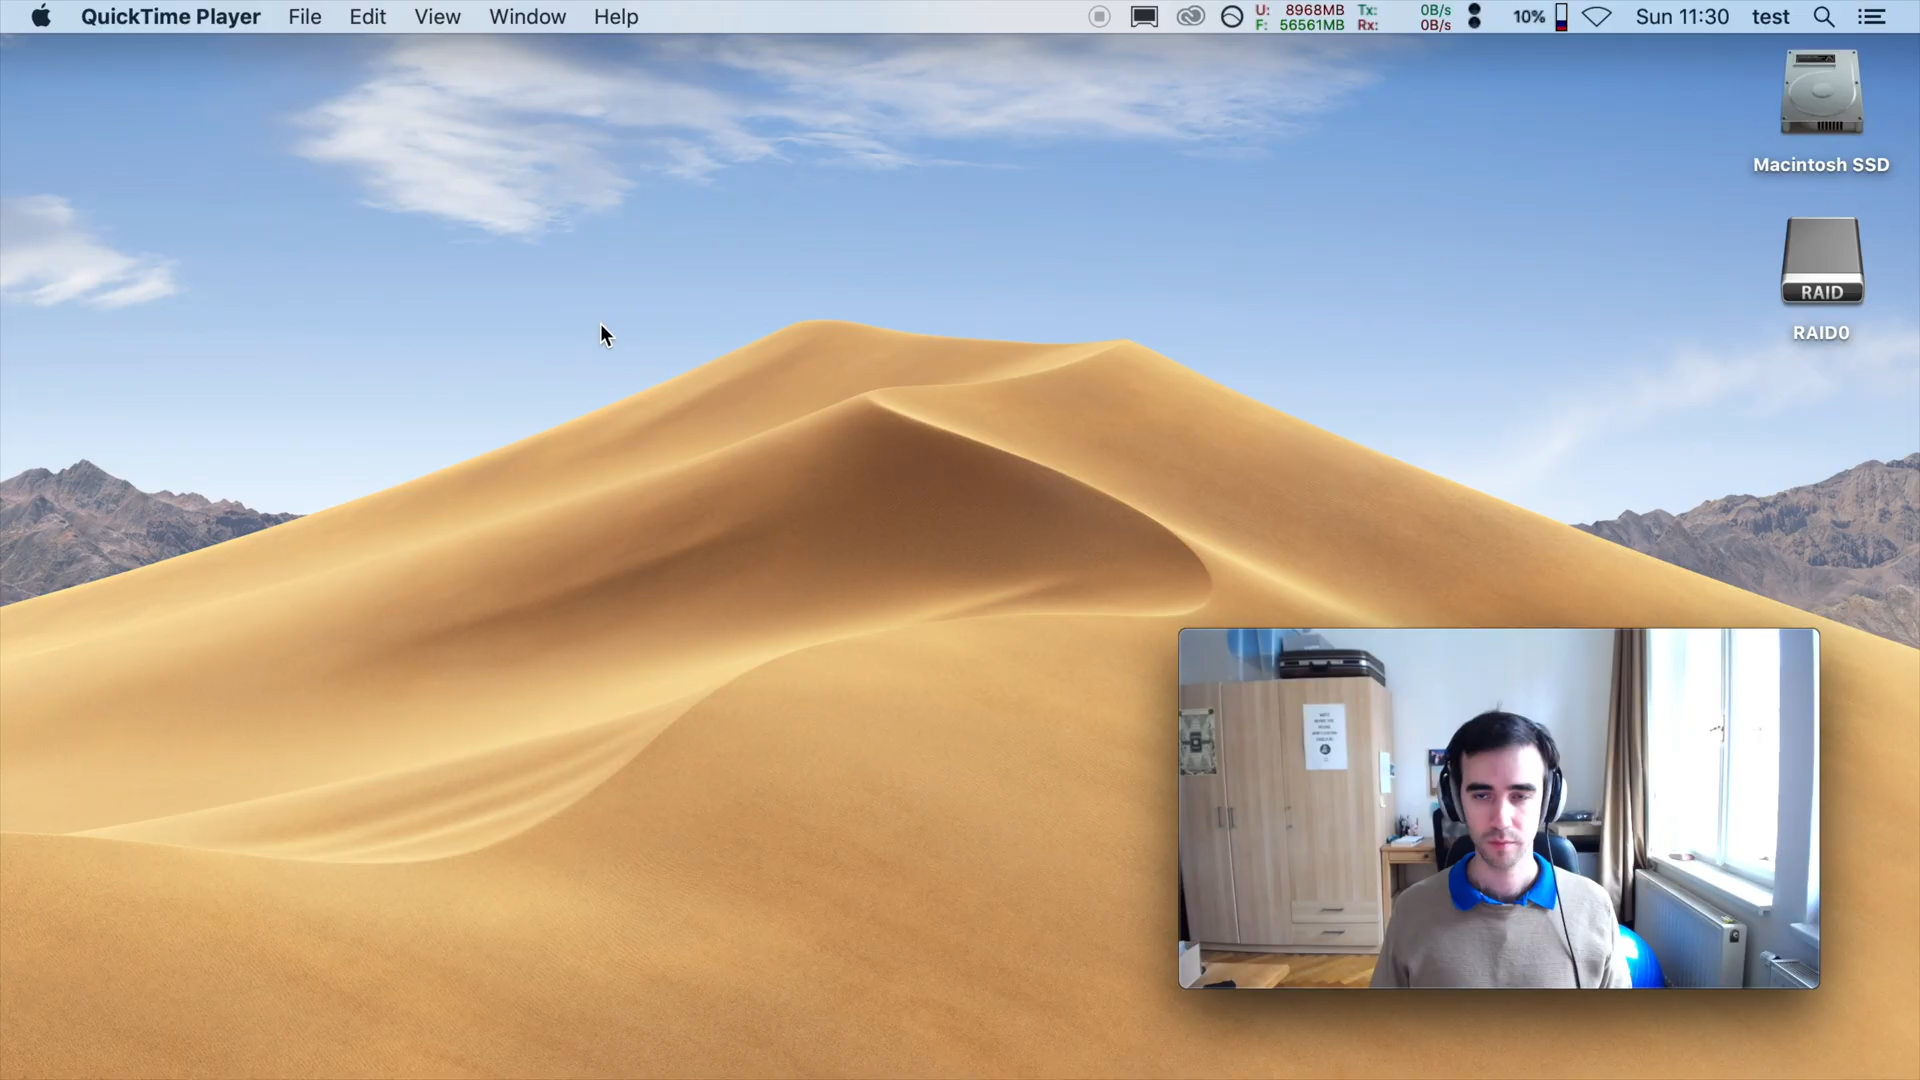 QuickTime Player File Edit View Window Help U: 8968MB Tx: 0B/s 10% Sun 11:30 test
F: 56561MB Rx: 0B/s
Macintosh SSD
RAID
RAID0